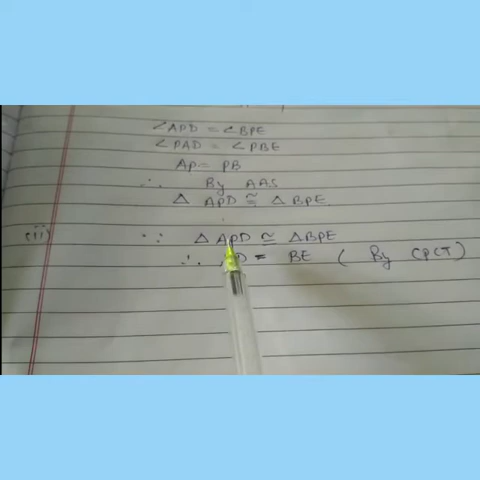 ∠APD = ∠BPE
∠PAD = ∠PBE
AP = PB
∴ By AAS
△ APD ≅ △ BPE
(ii) ∵ △ APD ≅ △BPE
∴ D = BE ( By CPCT )